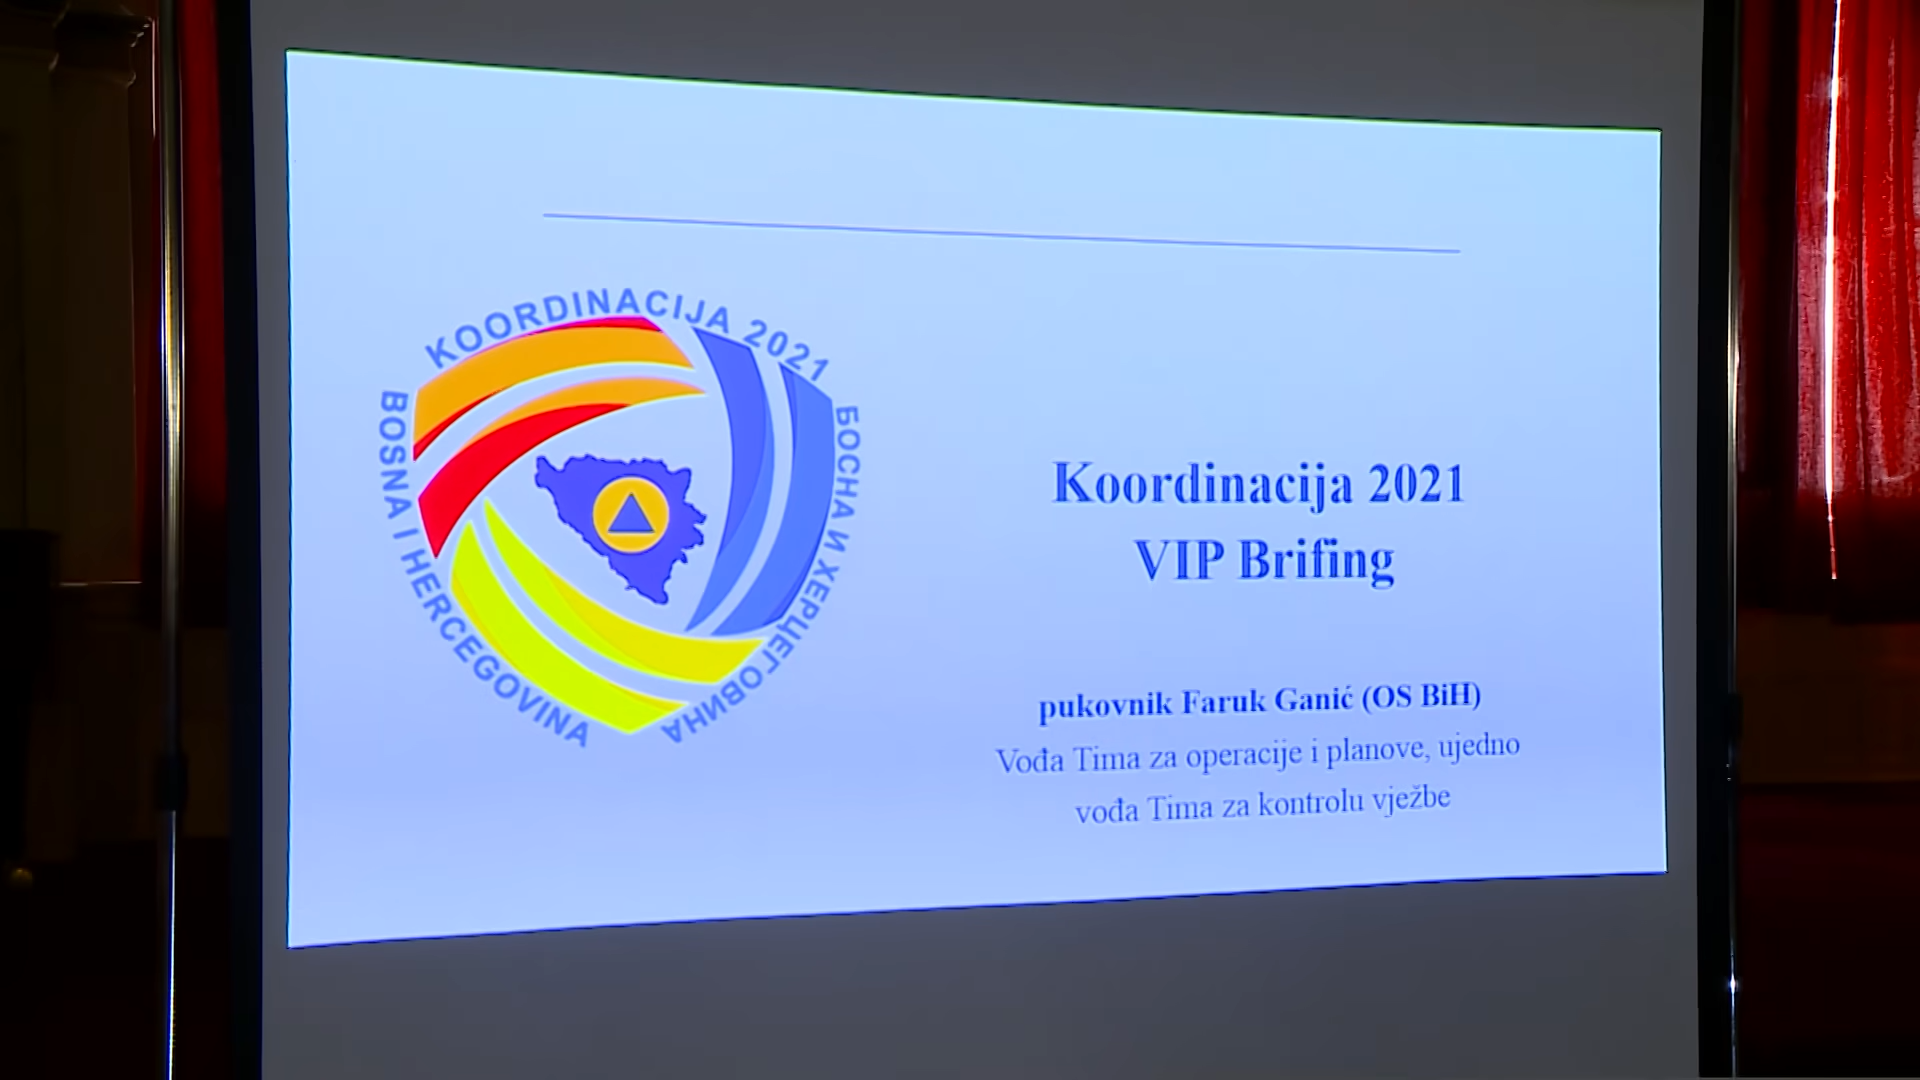 KOORDINACIJA 2021
BOSNA I HERCEGOVINA
БОСНА И ХЕРЦЕГОВИНА
Koordinacija 2021
VIP Brifing
pukovnik Faruk Ganić (OS BiH)
Vođa Tima za operacije i planove, ujedno
vođa Tima za kontrolu vježbe